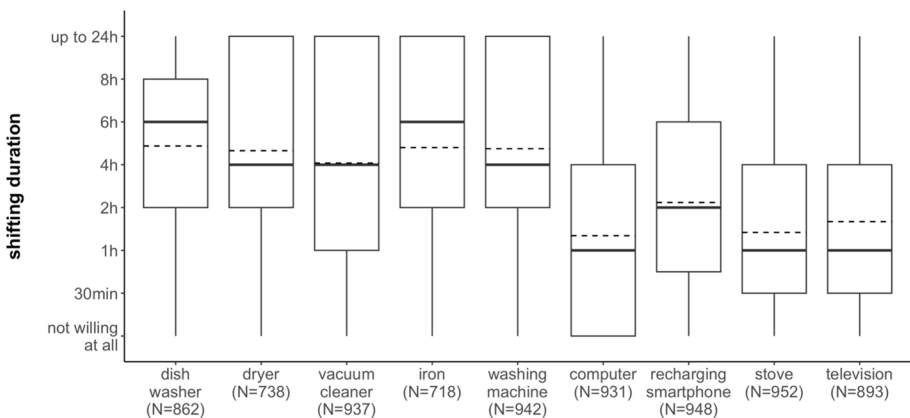 shifting duration
up to 24h
8h
6h
4h
2h
1h
30min
not willing
at all
dish
washer
(N=862)
dryer
(N=738)
vacuum
cleaner
(N=937)
iron
(N=718)
washing
machine
(N=942)
computer
(N=931)
recharging
smartphone
(N=948)
stove
(N=952)
television
(N=893)